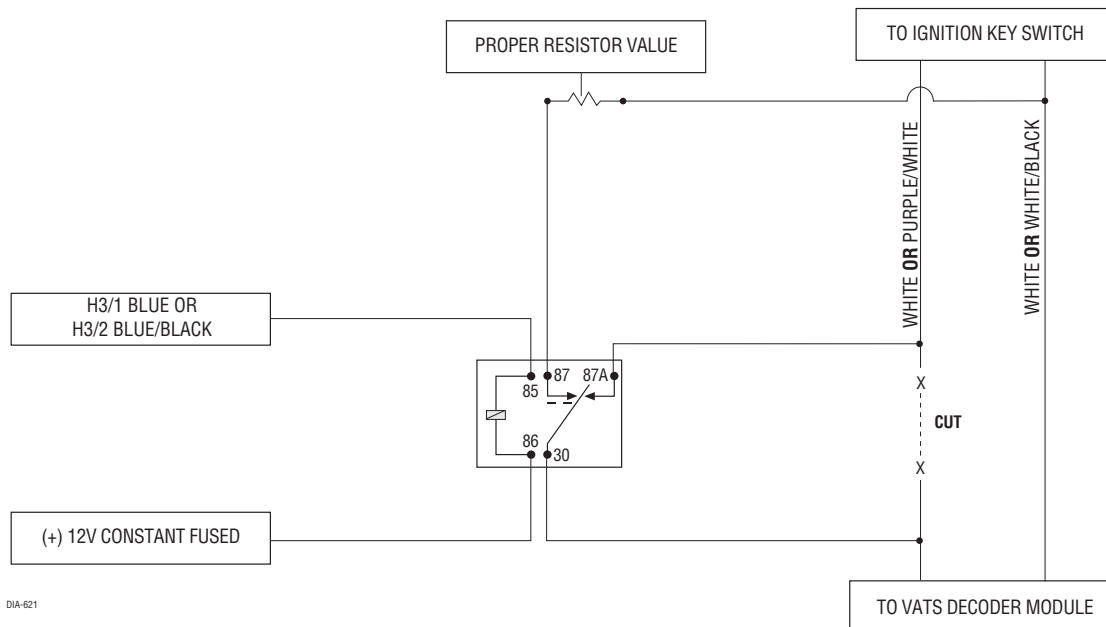 PROPER RESISTOR VALUE
TO IGNITION KEY SWITCH
WHITE OR PURPLE/WHITE
WHITE OR WHITE/BLACK
H3/1 BLUE OR
H3/2 BLUE/BLACK
87
87A
85
86
30
X
CUT
X
(+) 12V CONSTANT FUSED
TO VATS DECODER MODULE
DIA-621